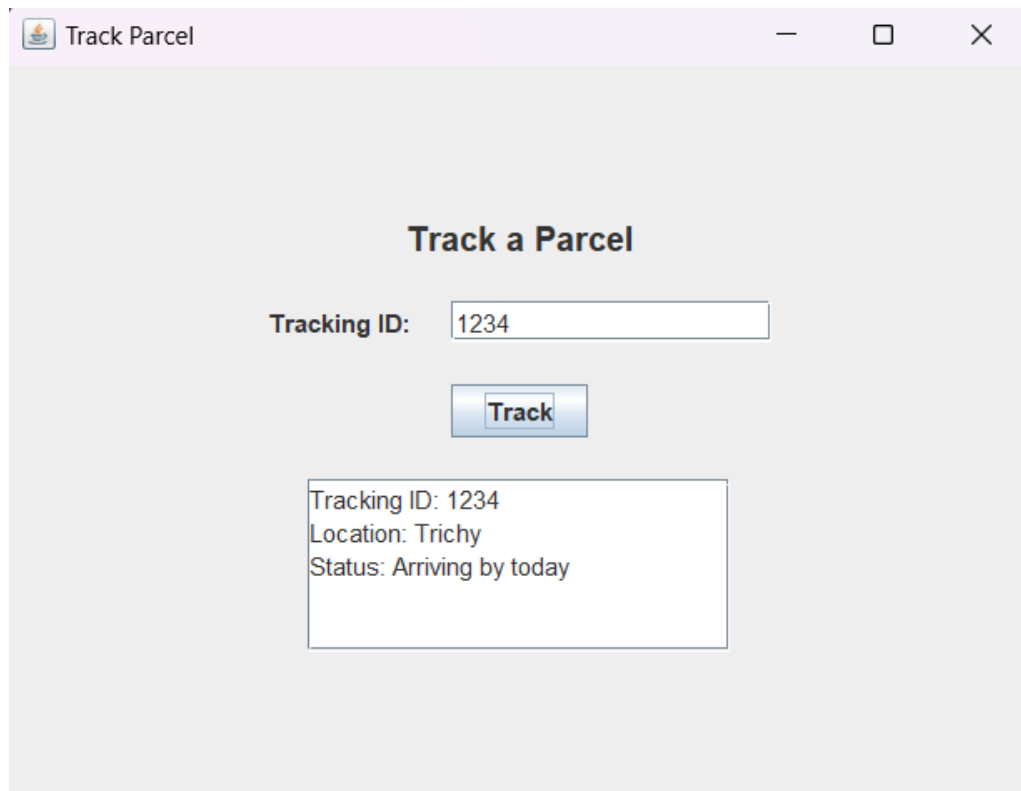 Track Parcel
Track a Parcel
Tracking ID: 1234
Track
Tracking ID: 1234
Location: Trichy
Status: Arriving by today